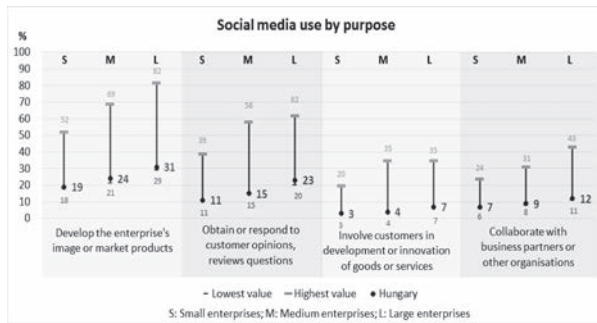 Social media use by purpose
%
100
90
80
70
60
50
40
30
20
10
0
S M L S M L S M L S M L
52 69 82 39 58 62 20 35 35 24 31 43
19 24 31 11 15 23 3 4 7 7 9 12
18 21 29 11 15 20 3 4 7 6 8 11
Develop the enterprise's
image or market products
Obtain or respond to
customer opinions,
reviews questions
Involve customers in
development or innovation
of goods or services
Collaborate with
business partners or
other organisations
Lowest value Highest value Hungary
S: Small enterprises; M: Medium enterprises; L: Large enterprises